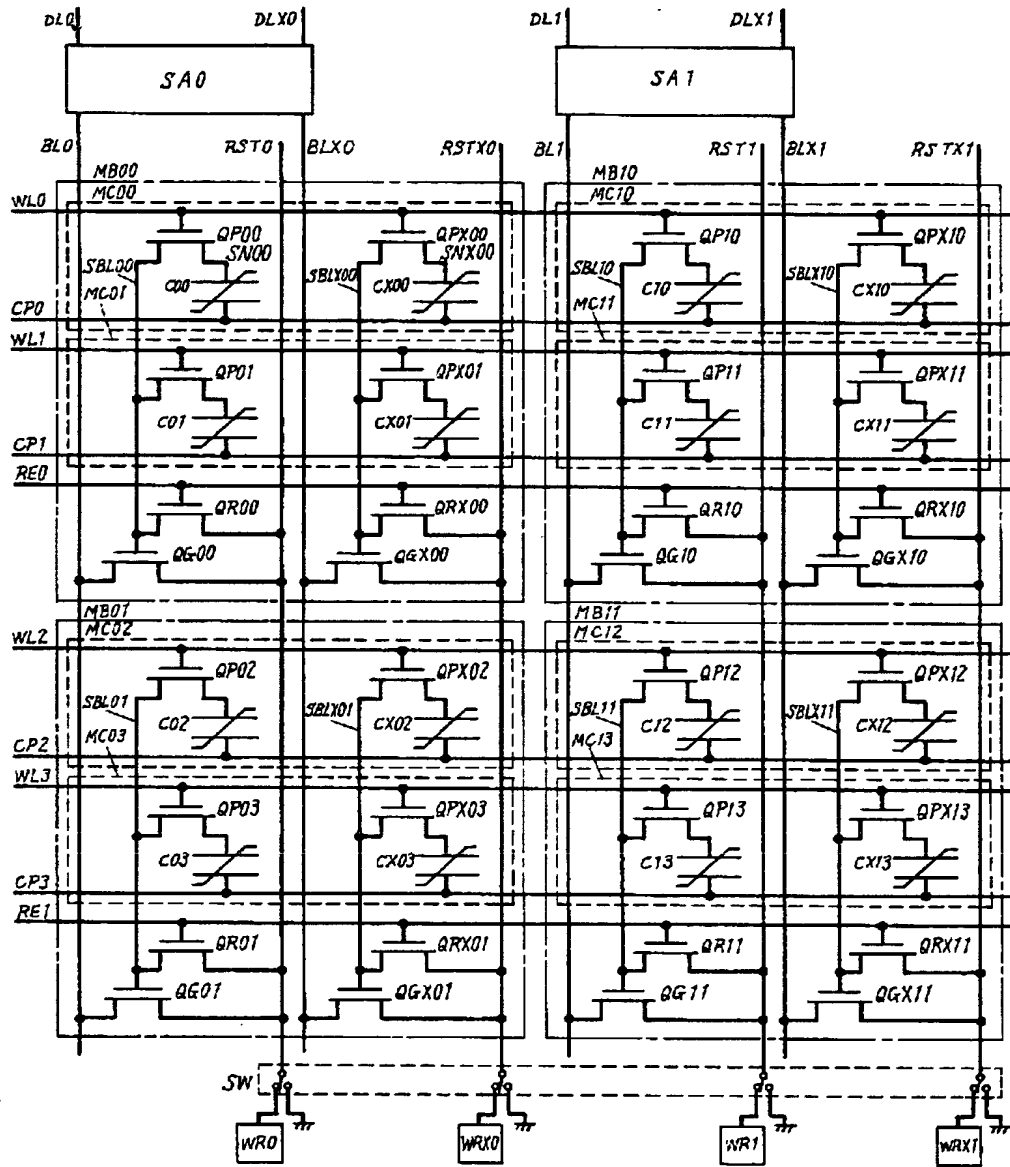 DL0 DLX0 DL1 DLX1
SA0 SA1
BL0 RST0 BLX0 RSTX0 BL1 RST1 BLX1 RSTX1
MB00 MB10
MC00 MC10
WL0
QP00 QPX00 QP10 QPX10
SN00 SNX00
SBL00 SBLX00 SBL10 SBLX10
C00 CX00 C10 CX10
MC01 MC11
CP0
WL1
QP01 QPX01 QP11 QPX11
C01 CX01 C11 CX11
CP1
RE0
QR00 QRX00 QR10 QRX10
QG00 QGX00 QG10 QGX10
MB01 MB11
MC02 MC12
WL2
QP02 QPX02 QP12 QPX12
SBL01 SBLX01 SBL11 SBLX11
C02 CX02 C12 CX12
CP2
MC03 MC13
WL3
QP03 QPX03 QP13 QPX13
C03 CX03 C13 CX13
CP3
RE1
QR01 QRX01 QR11 QRX11
QG01 QGX01 QG11 QGX11
SW
WR0 WRX0 WR1 WRX1